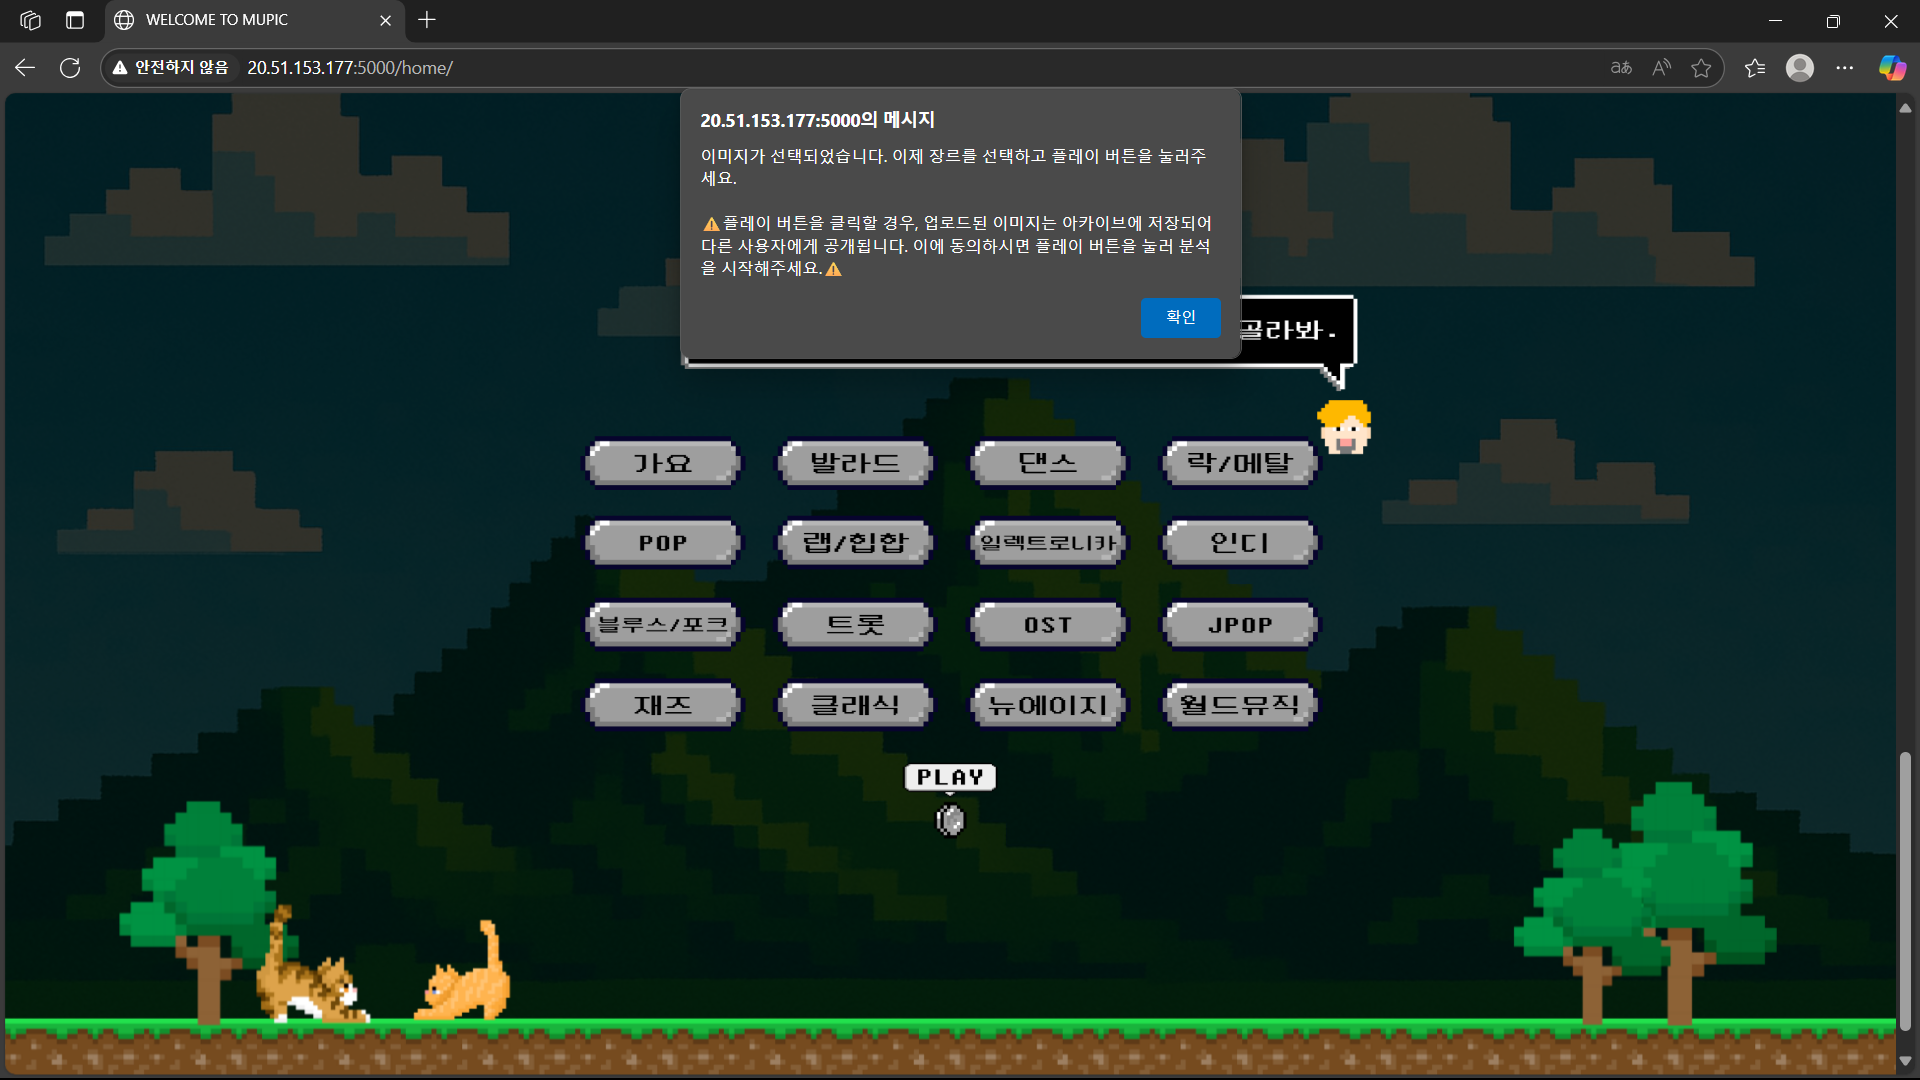 WELCOME TO MUPIC
안전하지 않음
20.51.153.177:5000/home/
20.51.153.177:5000의 메시지
이미지가 선택되었습니다. 이제 장르를 선택하고 플레이 버튼을 눌러주
세요.
⚠️플레이 버튼을 클릭할 경우, 업로드된 이미지는 아카이브에 저장되어
다른 사용자에게 공개됩니다. 이에 동의하시면 플레이 버튼을 눌러 분석
을 시작해주세요.⚠️
확인
골라봐.
가요 발라드 댄스 락/메탈
POP 랩/힙합 일렉트로니카 인디
블루스/포크 트롯 OST JPOP
재즈 클래식 뉴에이지 월드뮤직
PLAY